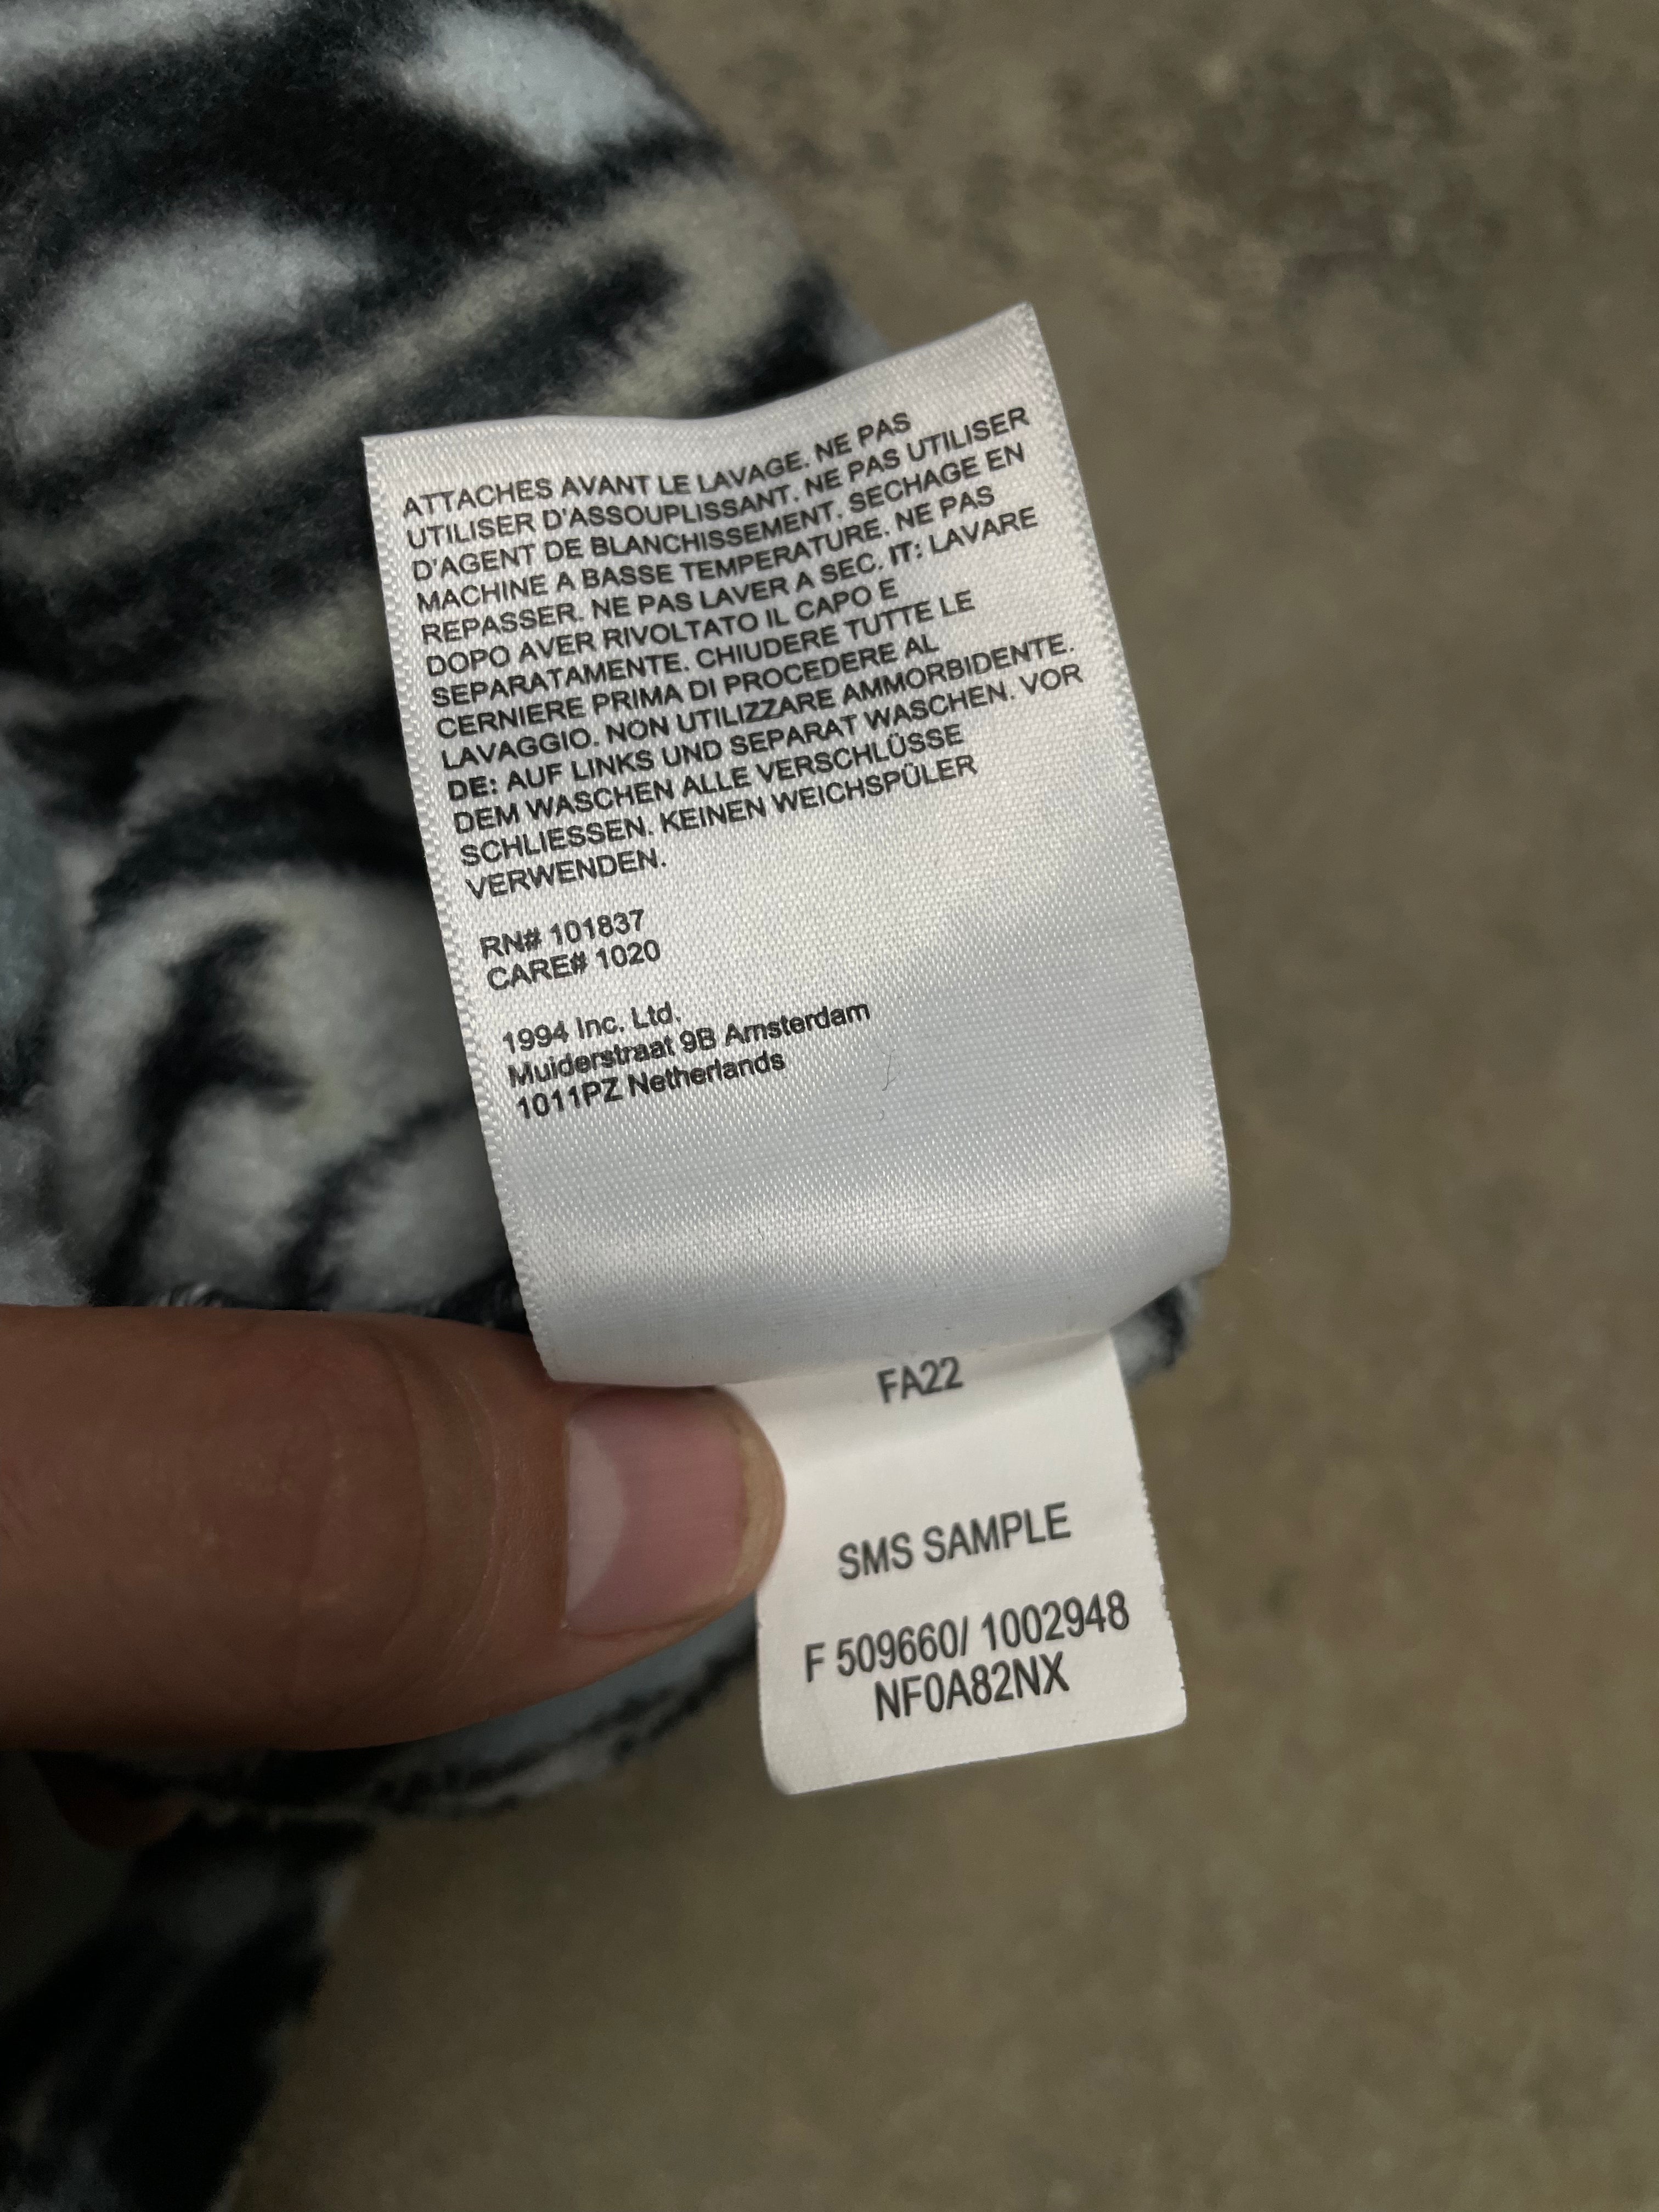 ATTACHES AVANT LE LAVAGE. NE PAS
UTILISER D'ASSOUPLISSANT. NE PAS UTILISER
D'AGENT DE BLANCHISSEMENT. SECHAGE EN
MACHINE A BASSE TEMPERATURE. NE PAS
REPASSER. NE PAS LAVER A SEC. IT: LAVARE
DOPO AVER RIVOLTATO IL CAPO E
SEPARATAMENTE. CHIUDERE TUTTE LE
CERNIERE PRIMA DI PROCEDERE AL
LAVAGGIO. NON UTILIZZARE AMMORBIDENTE.
DE: AUF LINKS UND SEPARAT WASCHEN. VOR
DEM WASCHEN ALLE VERSCHLÜSSE
SCHLIESSEN. KEINEN WEICHSPÜLER
VERWENDEN.
RN# 101837
CARE# 1020
1994 Inc. Ltd.
Muiderstraat 9B Amsterdam
1011PZ Netherlands
FA22
SMS SAMPLE
F 509660/ 1002948
NF0A82NX